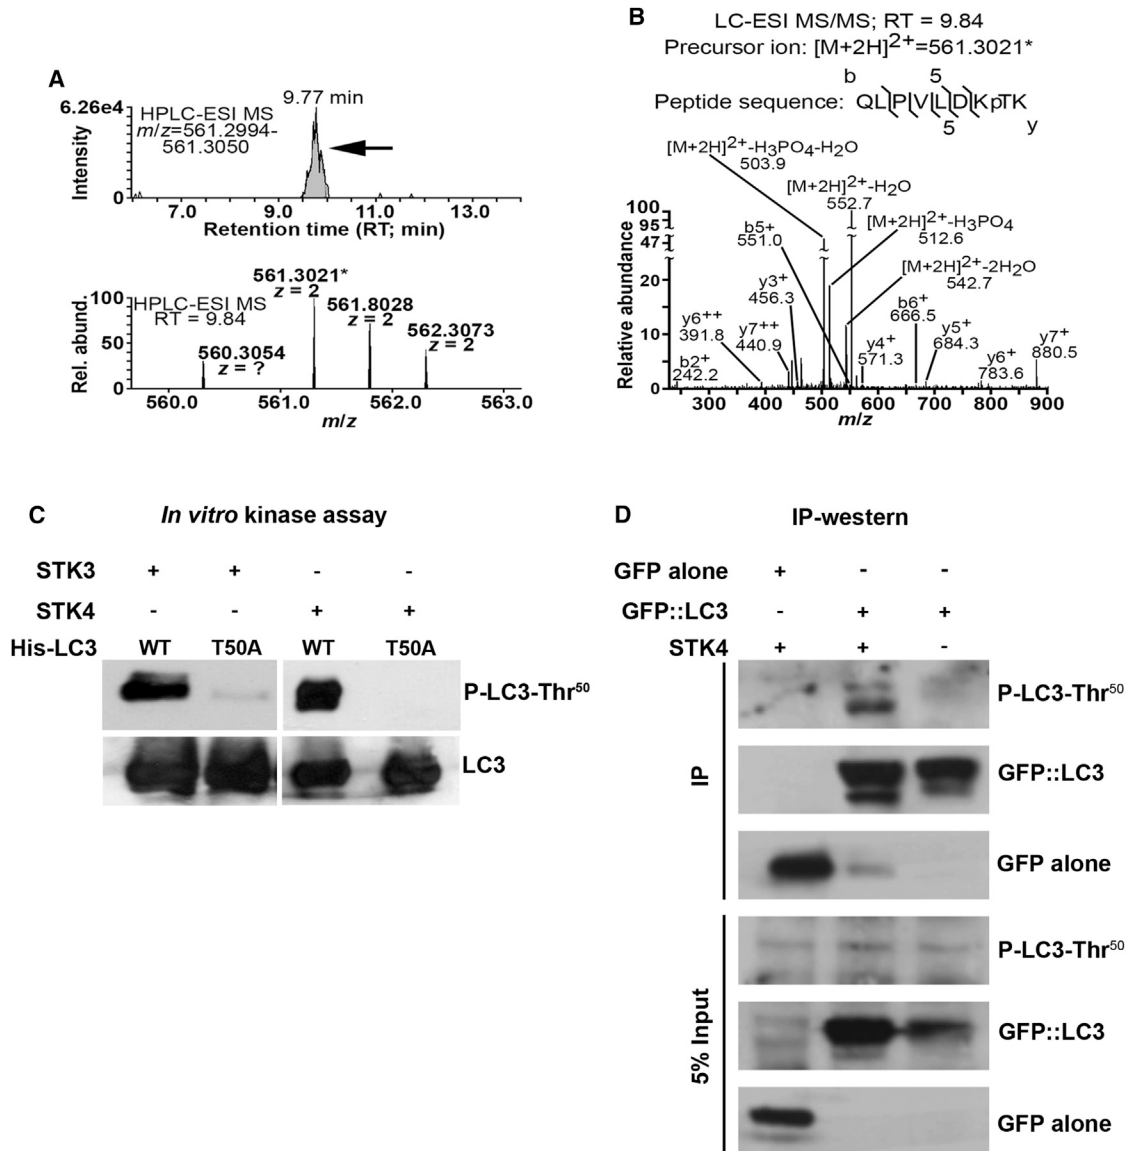 A
6.26e4
HPLC-ESI MS
m/z=561.2994-
561.3050
9.77 min
Intensity
0
7.0 9.0 11.0 13.0
Retention time (RT; min)
100
50
0
Rel. abund.
HPLC-ESI MS
RT = 9.84
561.3021*
z = 2
561.8028
z = 2
562.3073
z = 2
560.3054
z = ?
560.0 561.0 562.0 563.0
m/z
B
LC-ESI MS/MS; RT = 9.84
Precursor ion: [M+2H]2+=561.3021*
b 5
Peptide sequence: QLPVLDKpTK
5 y
[M+2H]2+-H3PO4-H2O
503.9
[M+2H]2+-H2O
552.7
[M+2H]2+-H3PO4
512.6
[M+2H]2+-2H2O
542.7
b5+
551.0
y3+
456.3
y6++
391.8
y7++
440.9
b2+
242.2
y4+
571.3
b6+
666.5
y5+
684.3
y6+
783.6
y7+
880.5
100
95
47
20
10
0
Relative abundance
300 400 500 600 700 800 900
m/z
C
In vitro kinase assay
STK3 + + - -
STK4 - - + +
His-LC3 WT T50A WT T50A
P-LC3-Thr50
LC3
D
IP-western
GFP alone + - -
GFP::LC3 - + +
STK4 + + -
IP
P-LC3-Thr50
GFP::LC3
GFP alone
5% Input
P-LC3-Thr50
GFP::LC3
GFP alone